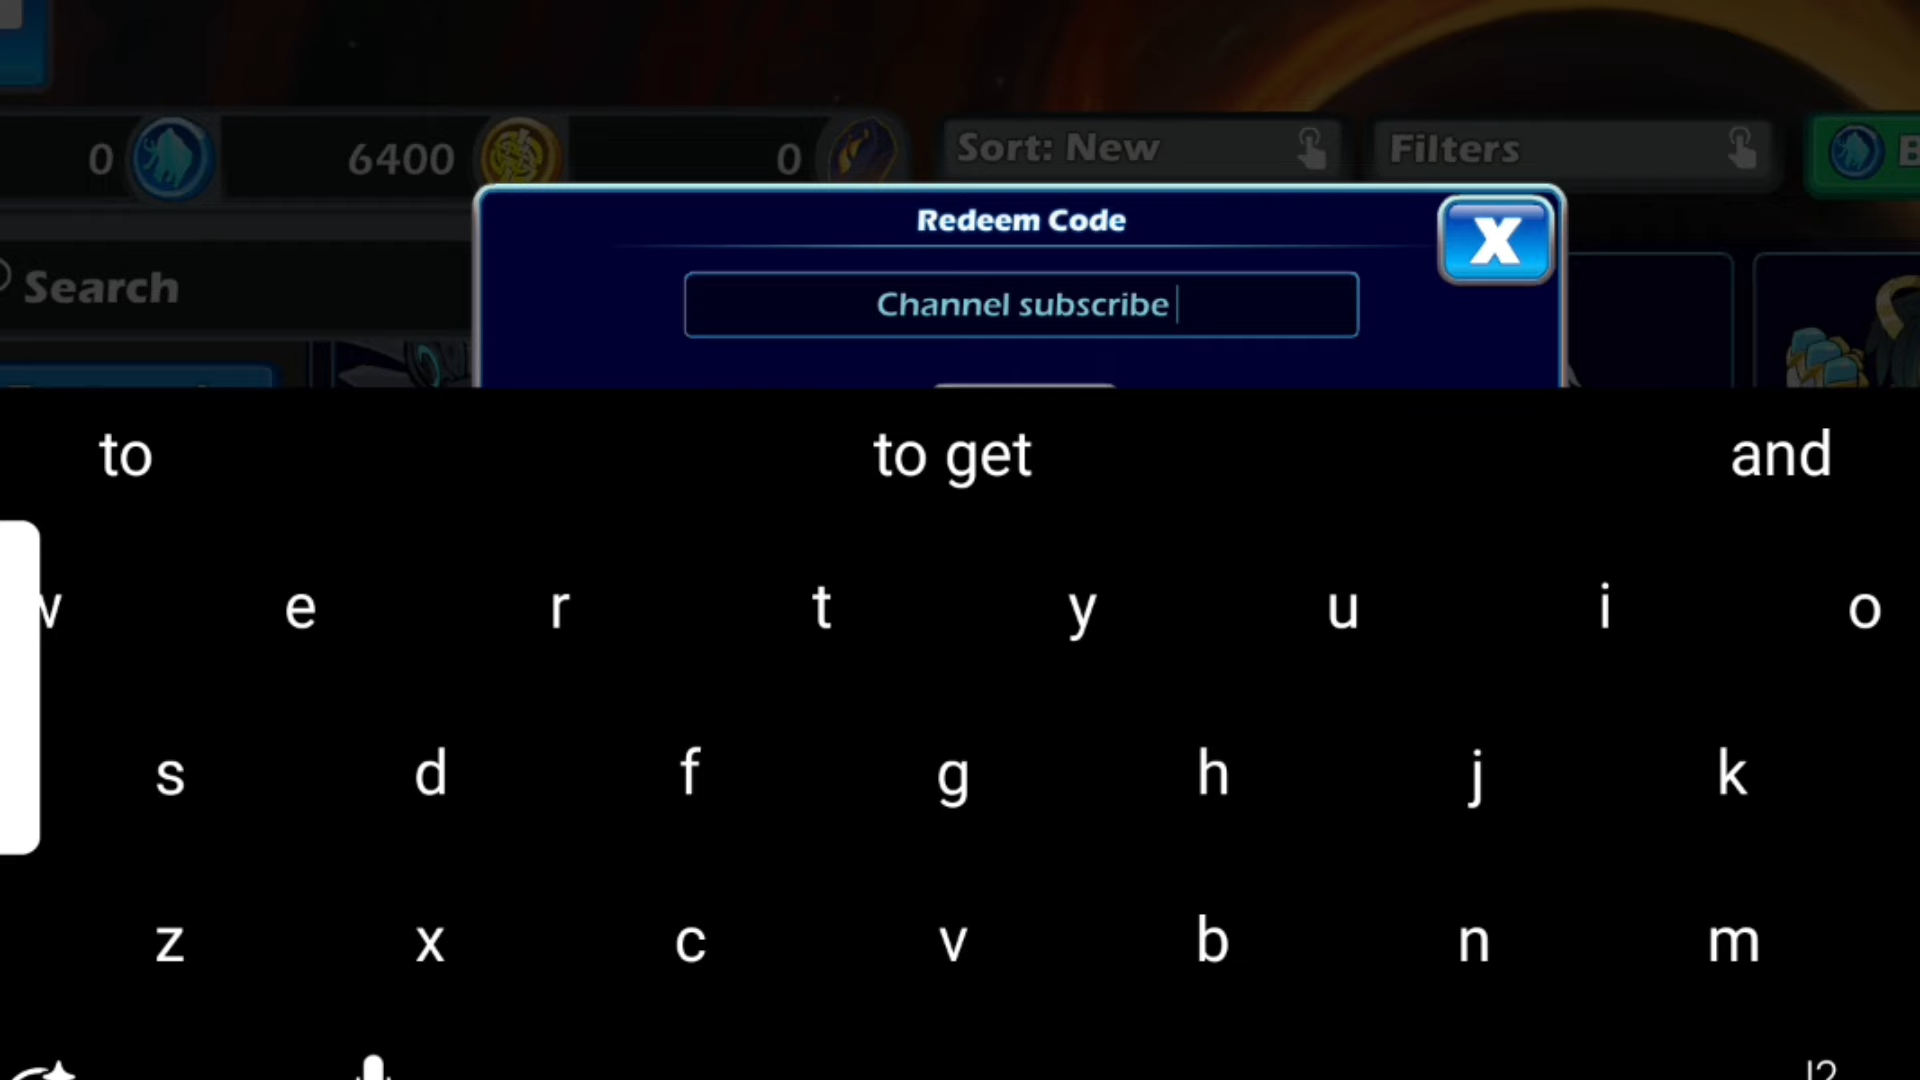 0 6400 0 Sort: New Filters B
Redeem Code X
Channel subscribe
Search
to to get and
w e r t y u i o
s d f g h j k
z x c v b n m